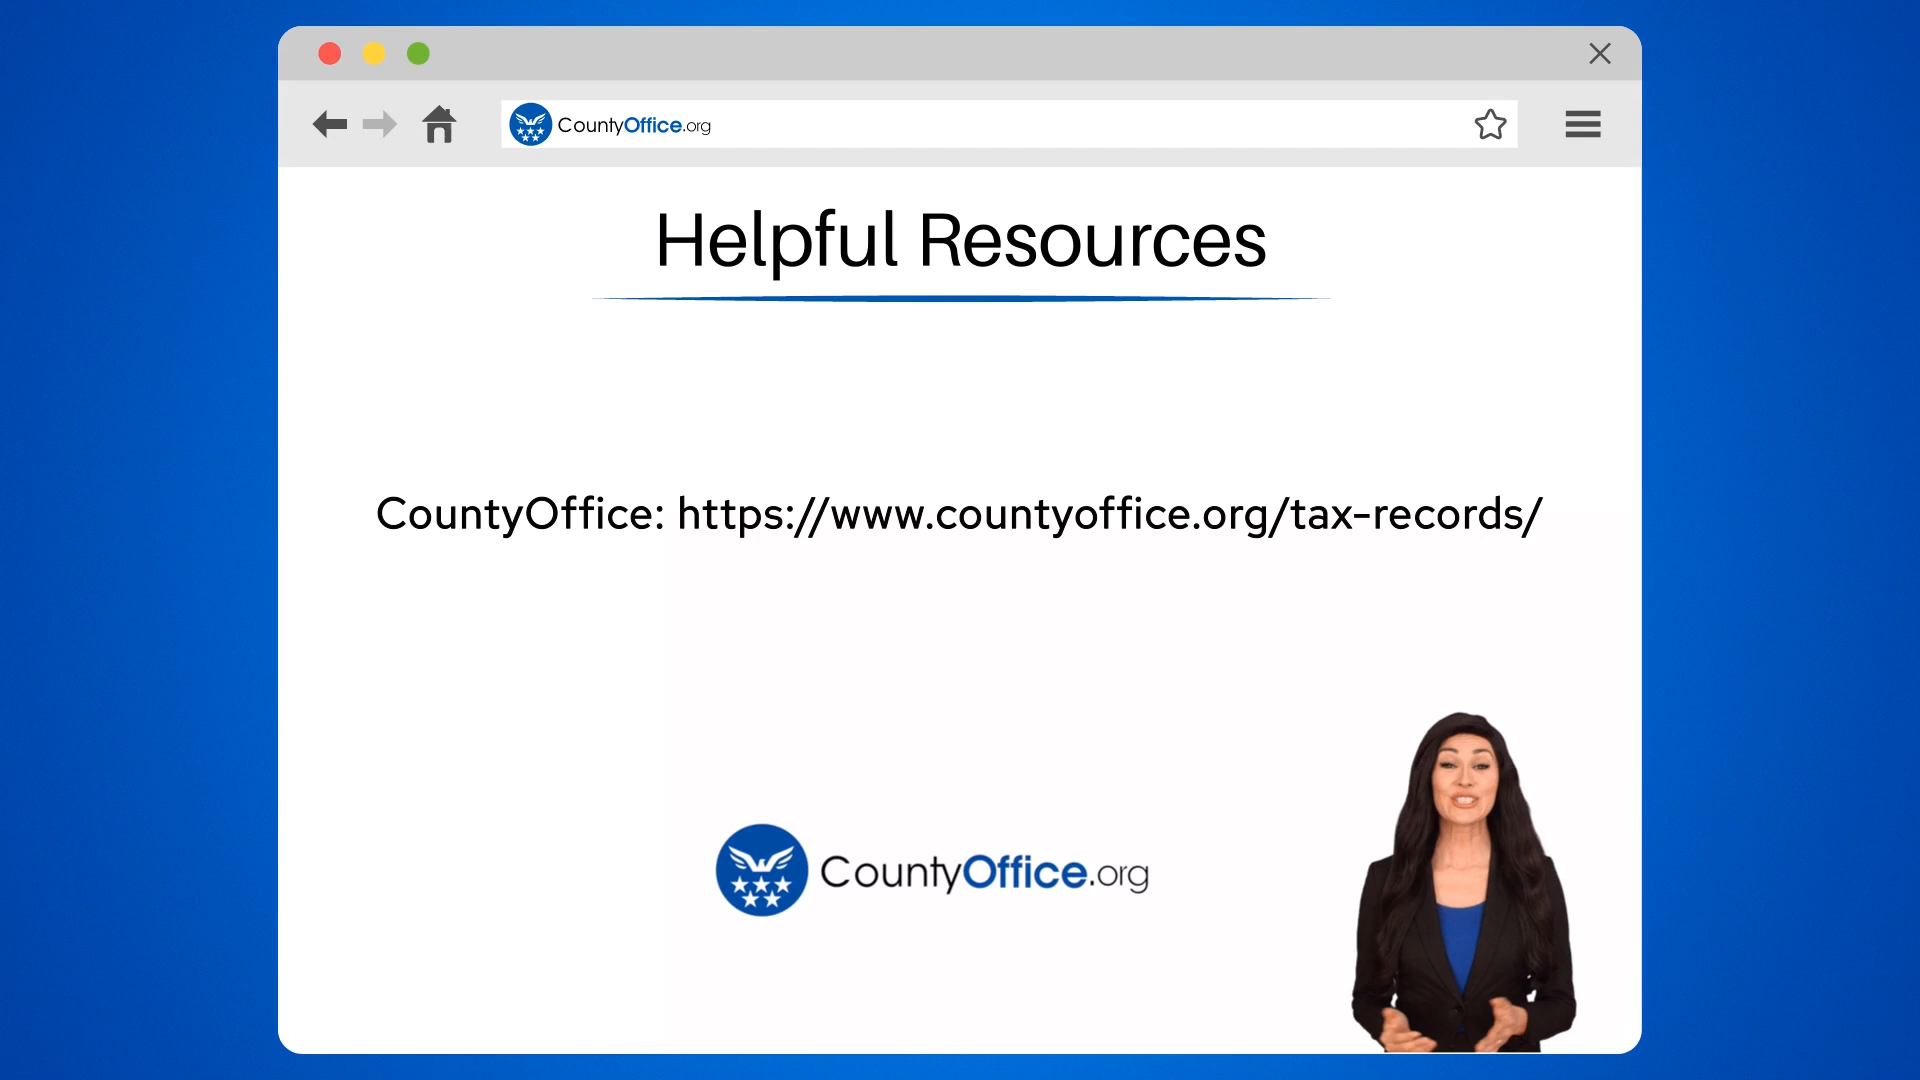 CountyOffice.org
Helpful Resources
CountyOffice: https://www.countyoffice.org/tax-records/
CountyOffice.org